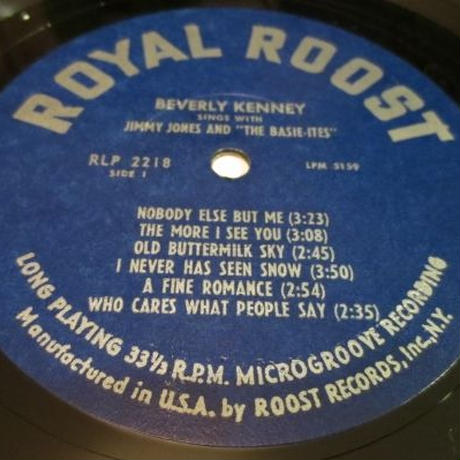 ROYAL ROOST
BEVERLY KENNEY
SINGS WITH
JIMMY JONES AND "THE BASIE-ITES"
RLP 2218
SIDE 1
LPM 5159
NOBODY ELSE BUT ME (3:23)
THE MORE I SEE YOU (3:08)
OLD BUTTERMILK SKY (2:45)
I NEVER HAS SEEN SNOW (3:50)
A FINE ROMANCE (2:54)
WHO CARES WHAT PEOPLE SAY (2:35)
LONG PLAYING 33⅓ R.P.M. MICROGROOVE RECORDING
Manufactured in U.S.A. by ROOST RECORDS, Inc., N.Y.